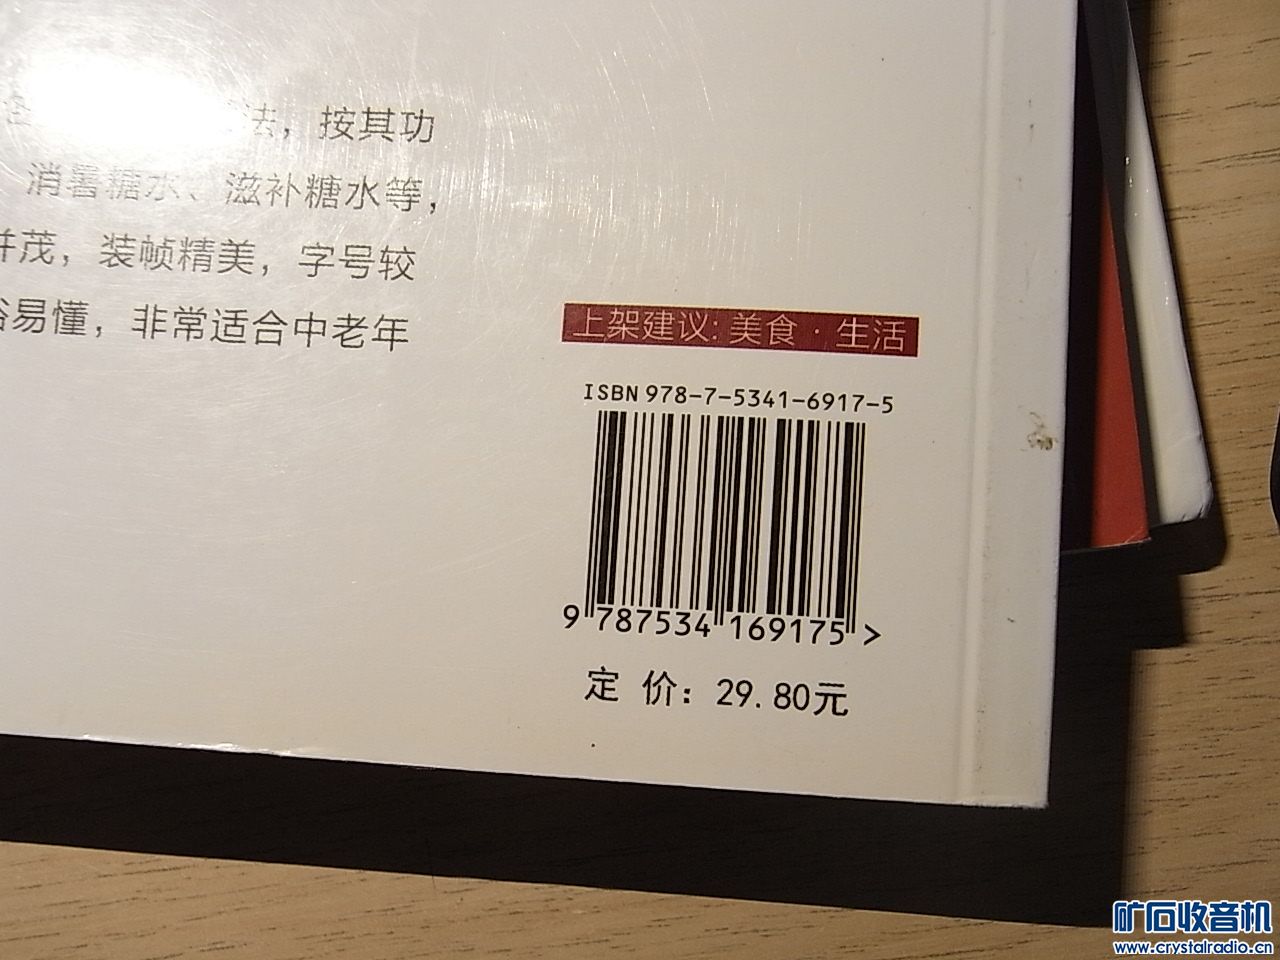 法，按其功
消暑糖水、滋补糖水等，
并茂，装帧精美，字号较
俗易懂，非常适合中老年
上架建议：美食·生活
ISBN 978-7-5341-6917-5
9 787534 169175 >
定 价：29.80元
矿石收音机
www.crystalradio.cn